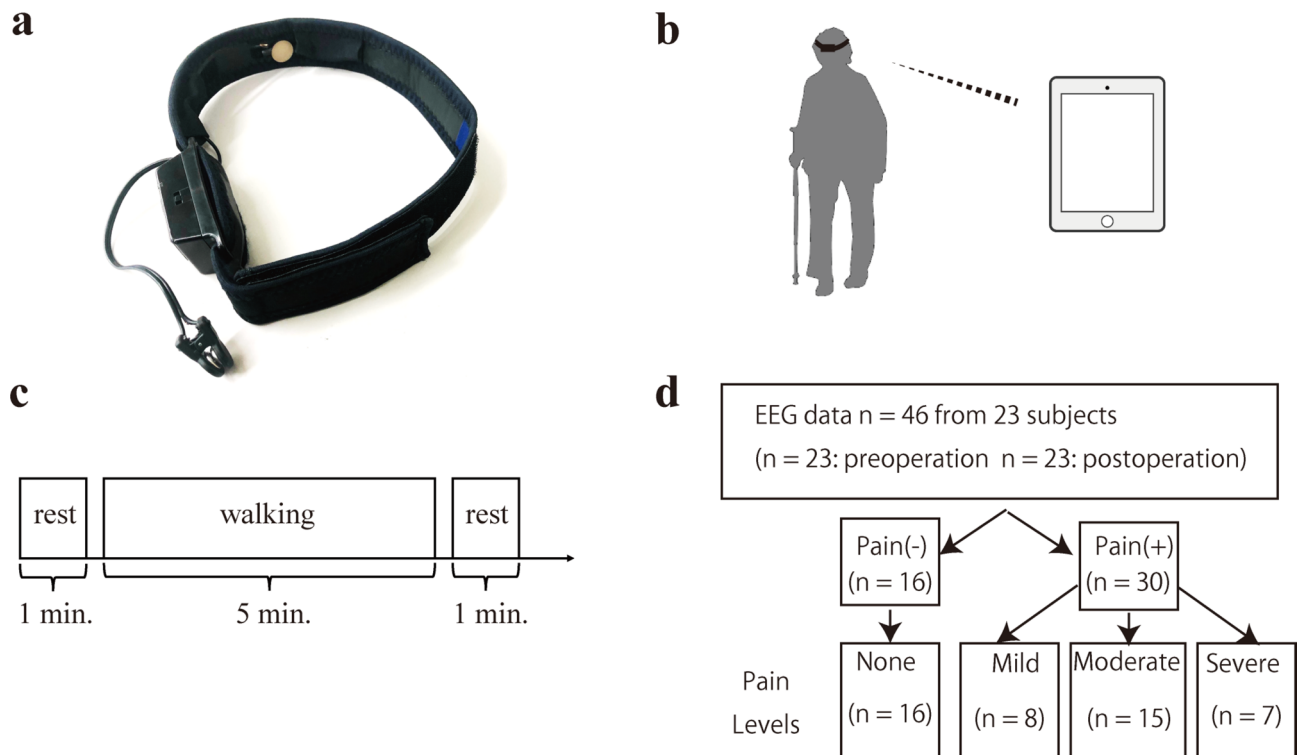 a
b
c
rest
walking
rest
1 min.
5 min.
1 min.
d
EEG data n = 46 from 23 subjects
(n = 23: preoperation n = 23: postoperation)
Pain(-)
(n = 16)
Pain(+)
(n = 30)
Pain
Levels
None
(n = 16)
Mild
(n = 8)
Moderate
(n = 15)
Severe
(n = 7)